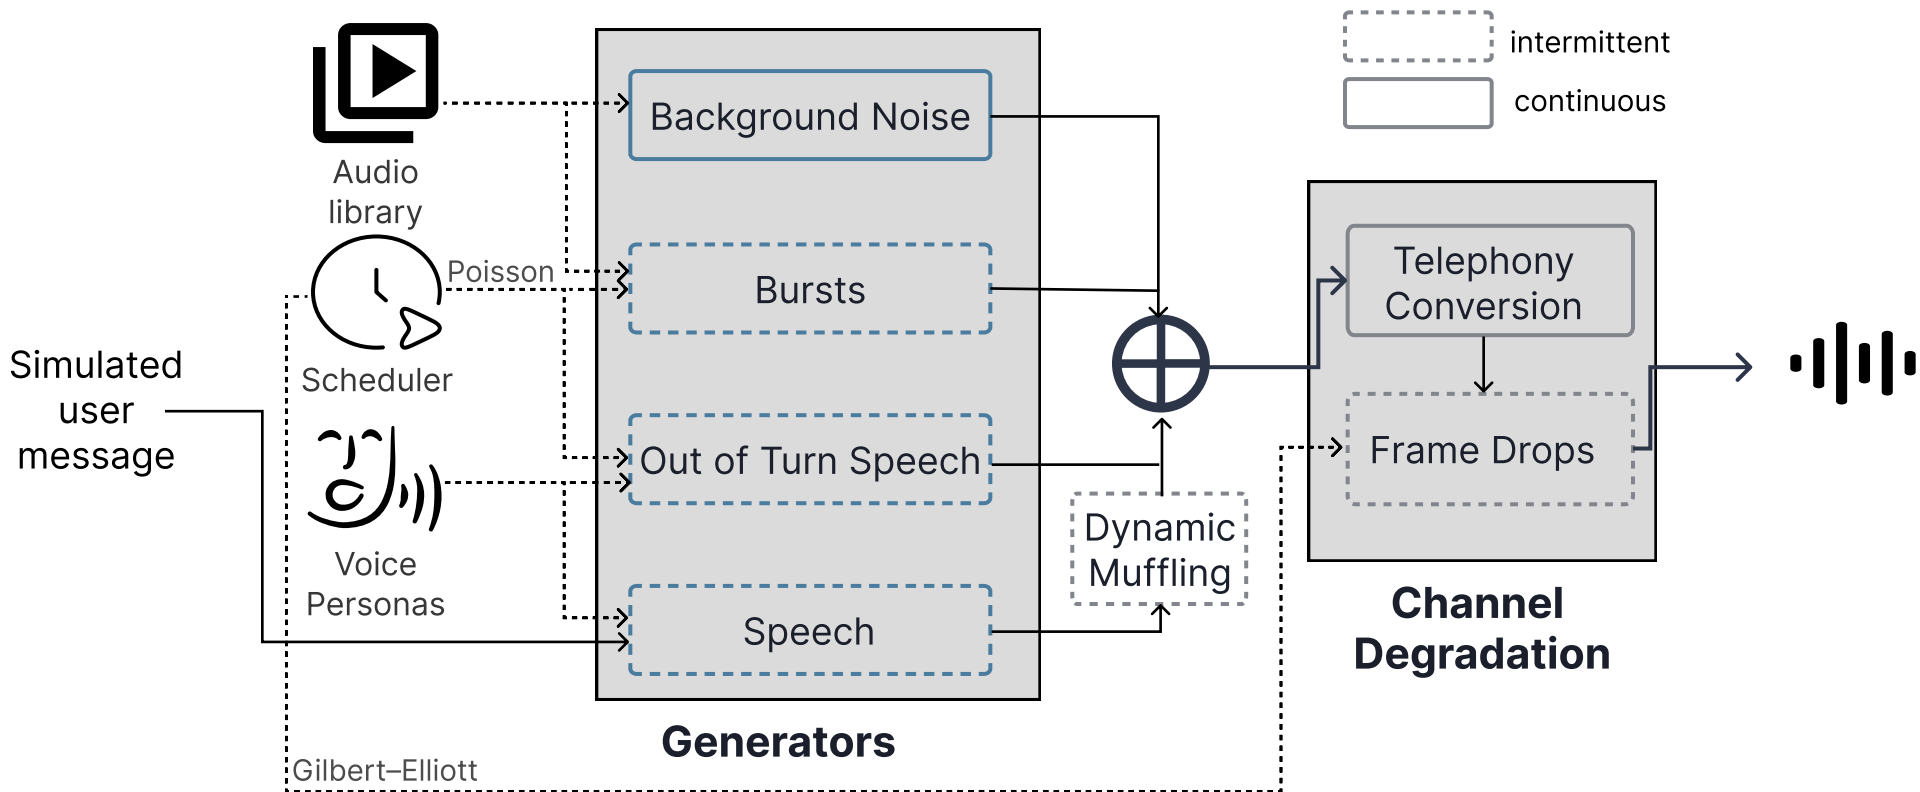 intermittent
continuous
Audio
library
Poisson
Scheduler
Simulated
user
message
Voice
Personas
Gilbert–Elliott
Background Noise
Bursts
Out of Turn Speech
Speech
Generators
Dynamic
Muffling
Telephony
Conversion
Frame Drops
Channel
Degradation